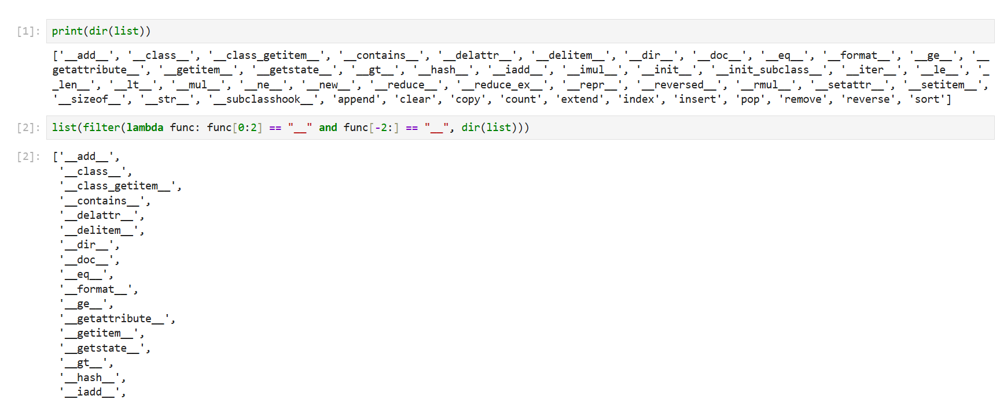 [1]: print(dir(list))
['__add__', '__class__', '__class_getitem__', '__contains__', '__delattr__', '__delitem__', '__dir__', '__doc__', '__eq__', '__format__', '__ge__', '__
getattribute__', '__getitem__', '__getstate__', '__gt__', '__hash__', '__iadd__', '__imul__', '__init__', '__init_subclass__', '__iter__', '__le__', '_
_len__', '__lt__', '__mul__', '__ne__', '__new__', '__reduce__', '__reduce_ex__', '__repr__', '__reversed__', '__rmul__', '__setattr__', '__setitem__',
'__sizeof__', '__str__', '__subclasshook__', 'append', 'clear', 'copy', 'count', 'extend', 'index', 'insert', 'pop', 'remove', 'reverse', 'sort']
[2]: list(filter(lambda func: func[0:2] == "__" and func[-2:] == "__", dir(list)))
[2]: ['__add__',
'__class__',
'__class_getitem__',
'__contains__',
'__delattr__',
'__delitem__',
'__dir__',
'__doc__',
'__eq__',
'__format__',
'__ge__',
'__getattribute__',
'__getitem__',
'__getstate__',
'__gt__',
'__hash__',
'__iadd__',